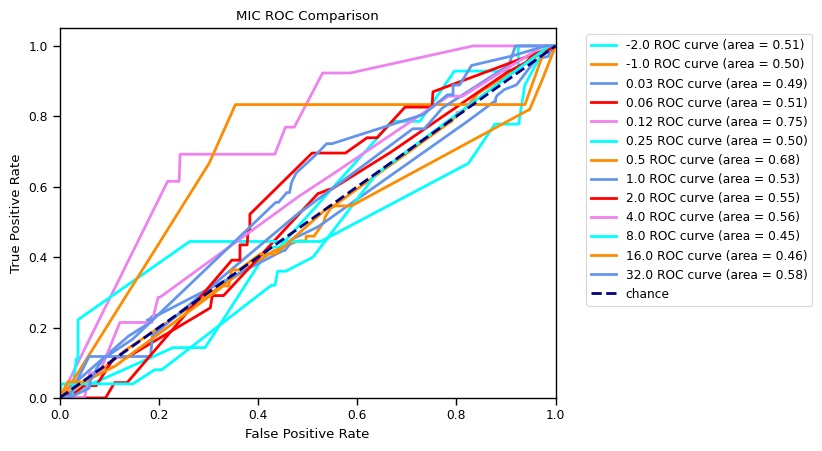 MIC ROC Comparison
1.0
0.8
0.6
0.4
0.2
0.0
True Positive Rate
0.0 0.2 0.4 0.6 0.8 1.0
False Positive Rate
-2.0 ROC curve (area = 0.51)
-1.0 ROC curve (area = 0.50)
0.03 ROC curve (area = 0.49)
0.06 ROC curve (area = 0.51)
0.12 ROC curve (area = 0.75)
0.25 ROC curve (area = 0.50)
0.5 ROC curve (area = 0.68)
1.0 ROC curve (area = 0.53)
2.0 ROC curve (area = 0.55)
4.0 ROC curve (area = 0.56)
8.0 ROC curve (area = 0.45)
16.0 ROC curve (area = 0.46)
32.0 ROC curve (area = 0.58)
chance